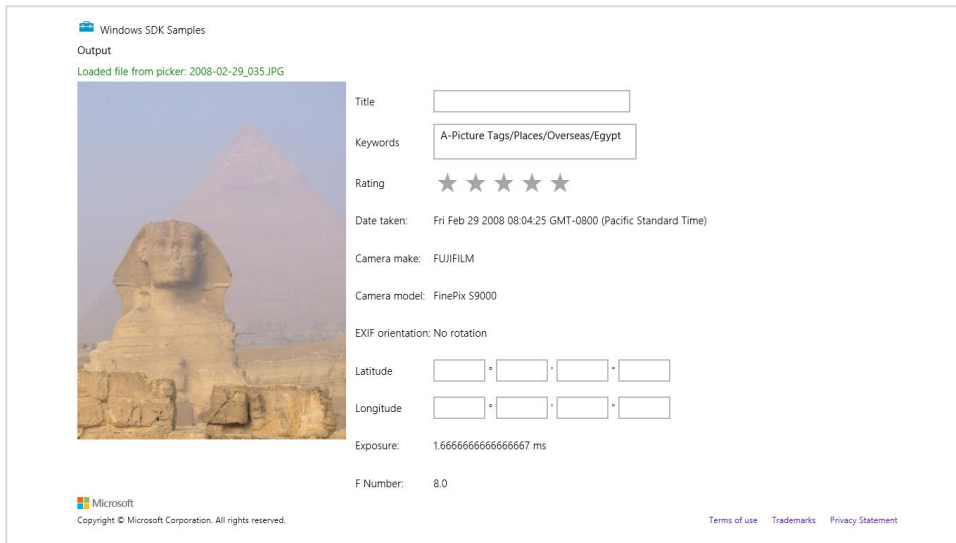 Windows SDK Samples
Output
Loaded file from picker: 2008-02-29_035.JPG
Title
Keywords A-Picture Tags/Places/Overseas/Egypt
Rating
Date taken: Fri Feb 29 2008 08:04:25 GMT-0800 (Pacific Standard Time)
Camera make: FUJIFILM
Camera model: FinePix S9000
EXIF orientation: No rotation
Latitude ° ' "
Longitude ° ' "
Exposure: 1.6666666666666667 ms
F Number: 8.0
Microsoft
Copyright © Microsoft Corporation. All rights reserved. Terms of use Trademarks Privacy Statement